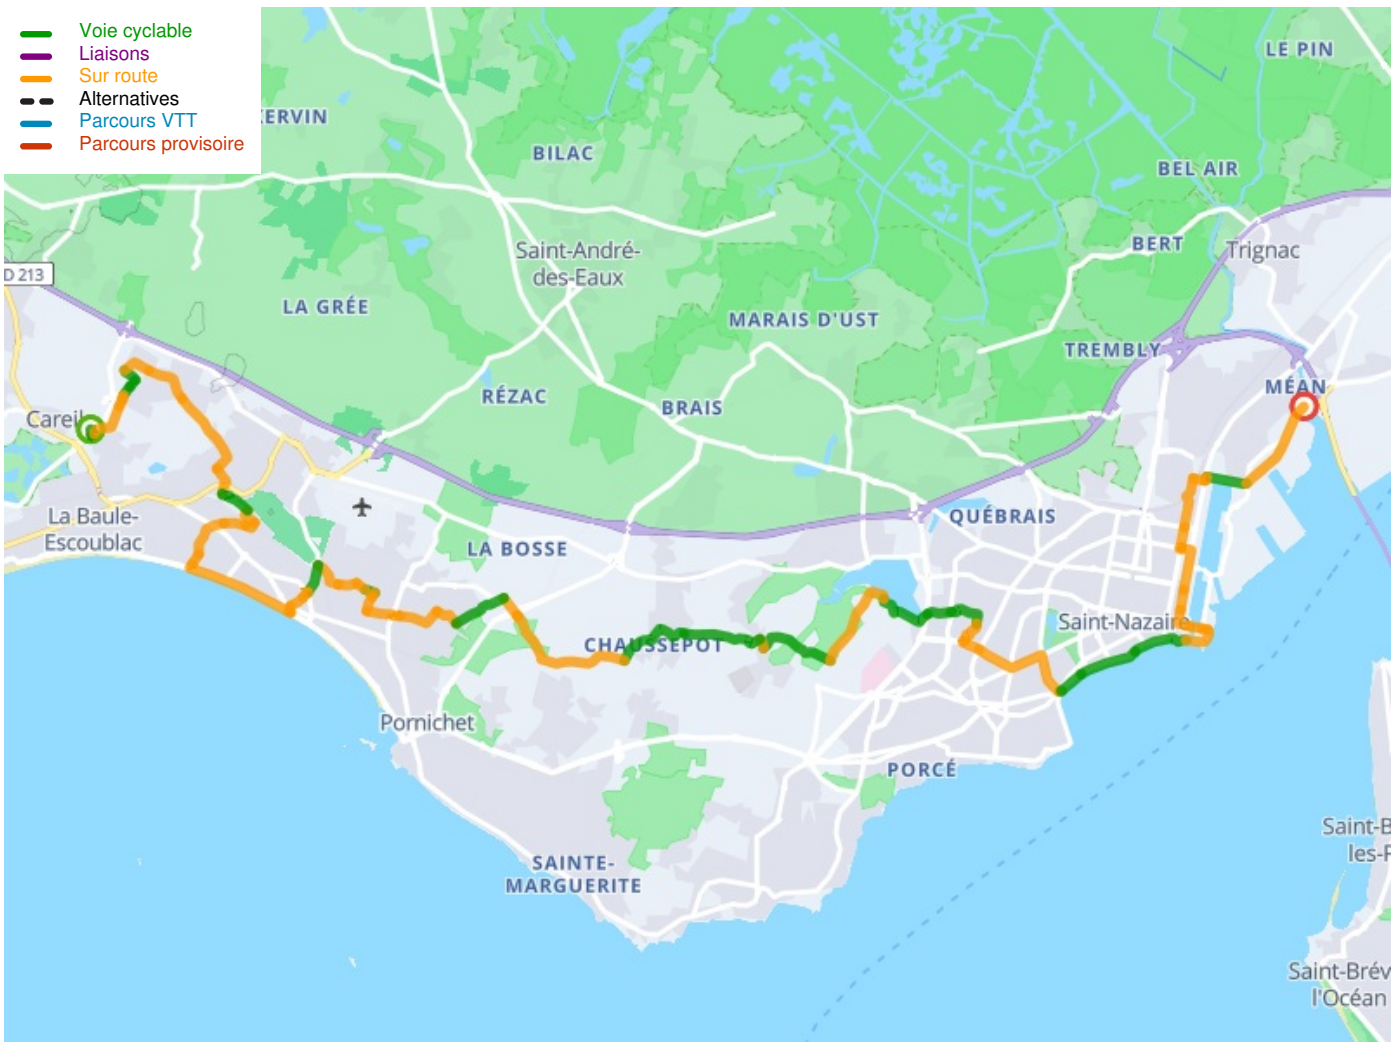 Voie cyclable
Liaisons
Sur route
Alternatives
Parcours VTT
Parcours provisoire
LE PIN
KERVIN
BILAC
BEL AIR
BERT
Trignac
Saint-André-
des-Eaux
D 213
LA GRÉE
MARAIS D'UST
TREMBLY
MÉAN
RÉZAC
BRAIS
Careil
La Baule-
Escoublac
QUÉBRAIS
LA BOSSE
Saint-Nazaire
CHAUSSEPOT
Pornichet
PORCÉ
Saint-B
les-P
SAINTE-
MARGUERITE
Saint-Brév
l'Océan